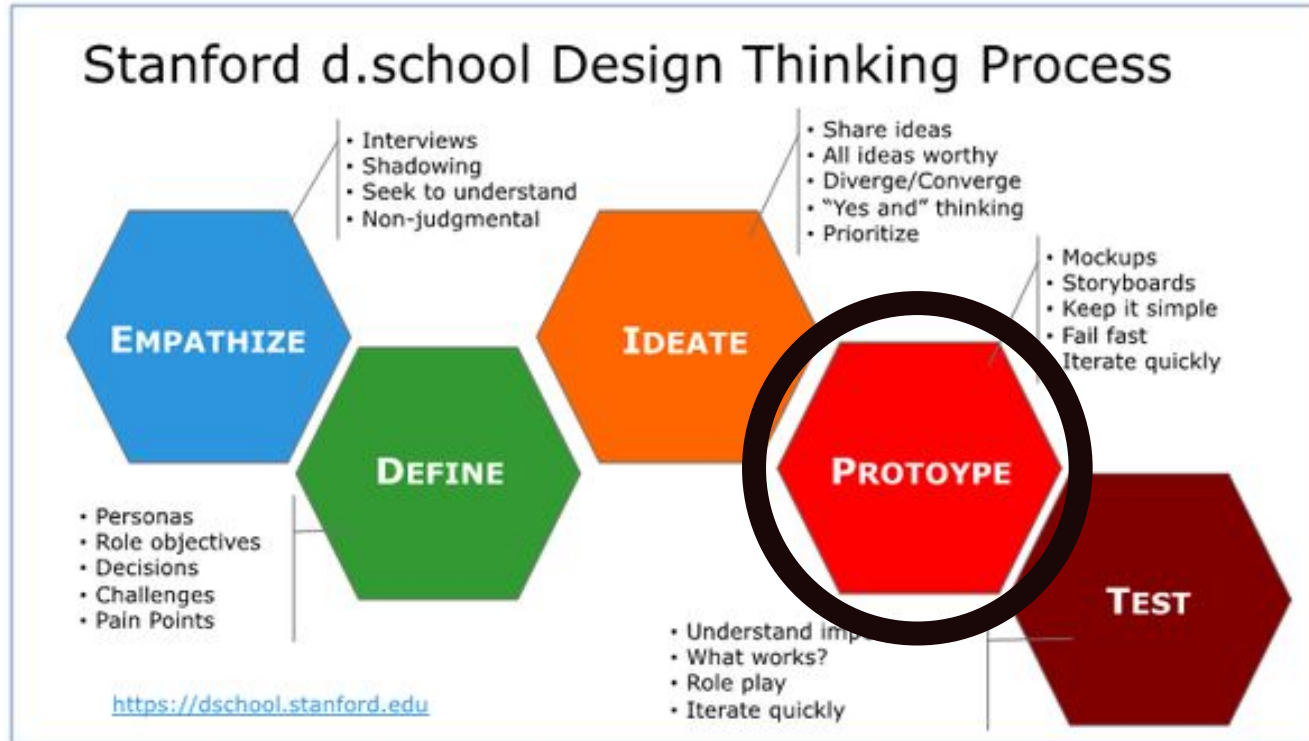 Stanford d.school Design Thinking Process
• Interviews
• Shadowing
• Seek to understand
• Non-judgmental
EMPATHIZE
• Personas
• Role objectives
• Decisions
• Challenges
• Pain Points
DEFINE
• Share ideas
• All ideas worthy
• Diverge/Converge
• "Yes and" thinking
• Prioritize
IDEATE
• Mockups
• Storyboards
• Keep it simple
• Fail fast
Iterate quickly
PROTOYPE
• Understand
• What works?
• Role play
• Iterate quickly
TEST
https://dschool.stanford.edu